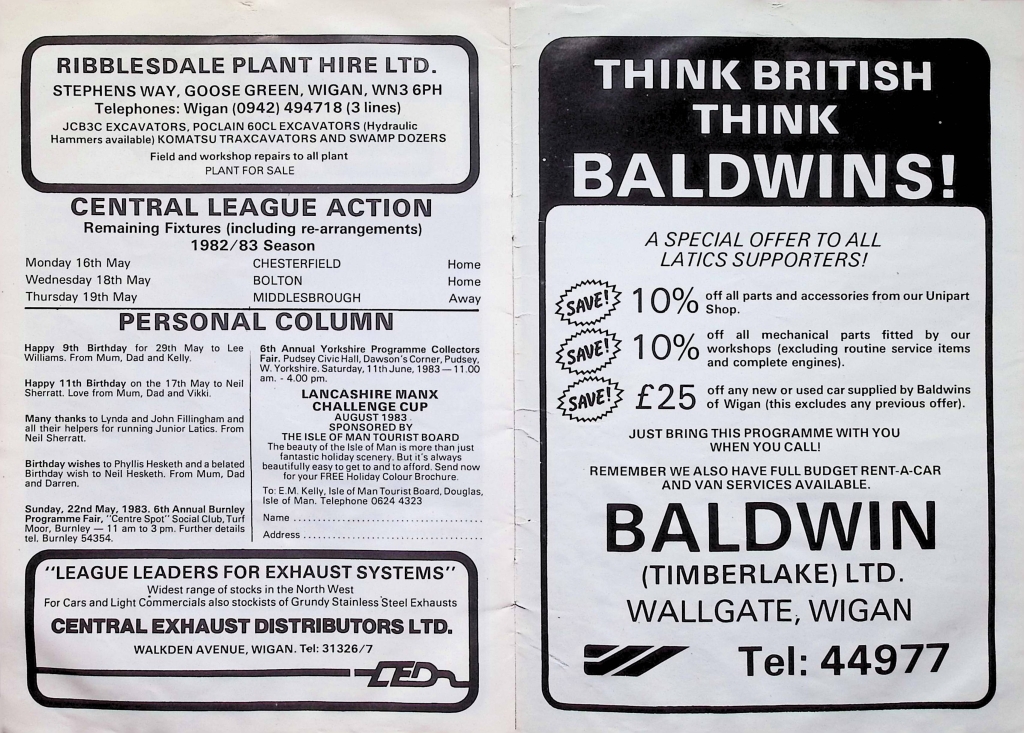 RIBBLESDALE PLANT HIRE LTD.
STEPHENS WAY, GOOSE GREEN, WIGAN, WN3 6PH
Telephones: Wigan (0942) 494718 (3 lines)
JCB3C EXCAVATORS, POCLAIN 60CL EXCAVATORS (Hydraulic
Hammers available) KOMATSU TRAXCAVATORS AND SWAMP DOZERS
Field and workshop repairs to all plant
PLANT FOR SALE
CENTRAL LEAGUE ACTION
Remaining Fixtures (including re-arrangements)
1982/83 Season
Monday 16th May CHESTERFIELD Home
Wednesday 18th May BOLTON Home
Thursday 19th May MIDDLESBROUGH Away
PERSONAL COLUMN
Happy 9th Birthday for 29th May to Lee
Williams. From Mum, Dad and Kelly.
Happy 11th Birthday on the 17th May to Neil
Sherratt. Love from Mum, Dad and Vikki.
Many thanks to Lynda and John Fillingham and
all their helpers for running Junior Latics. From
Neil Sherratt.
Birthday wishes to Phyllis Hesketh and a belated
Birthday wish to Neil Hesketh. From Mum, Dad
and Darren.
Sunday, 22nd May, 1983. 6th Annual Burnley
Programme Fair, "Centre Spot" Social Club, Turf
Moor, Burnley — 11 am to 3 pm. Further details
tel. Burnley 54354.
6th Annual Yorkshire Programme Collectors
Fair. Pudsey Civic Hall, Dawson's Corner, Pudsey,
W. Yorkshire. Saturday, 11th June, 1983 — 11.00
am. - 4.00 pm.
LANCASHIRE MANX
CHALLENGE CUP
AUGUST 1983
SPONSORED BY
THE ISLE OF MAN TOURIST BOARD
The beauty of the Isle of Man is more than just
fantastic holiday scenery. But it's always
beautifully easy to get to and to afford. Send now
for your FREE Holiday Colour Brochure.
To: E.M. Kelly, Isle of Man Tourist Board, Douglas,
Isle of Man. Telephone 0624 4323
Name
Address
"LEAGUE LEADERS FOR EXHAUST SYSTEMS"
Widest range of stocks in the North West
For Cars and Light Commercials also stockists of Grundy Stainless Steel Exhausts
CENTRAL EXHAUST DISTRIBUTORS LTD.
WALKDEN AVENUE, WIGAN. Tel: 31326/7
CED
THINK BRITISH
THINK
BALDWINS!
A SPECIAL OFFER TO ALL
LATICS SUPPORTERS!
SAVE! 10% off all parts and accessories from our Unipart
Shop.
SAVE! 10% off all mechanical parts fitted by our
workshops (excluding routine service items
and complete engines).
SAVE! £25 off any new or used car supplied by Baldwins
of Wigan (this excludes any previous offer).
JUST BRING THIS PROGRAMME WITH YOU
WHEN YOU CALL!
REMEMBER WE ALSO HAVE FULL BUDGET RENT-A-CAR
AND VAN SERVICES AVAILABLE.
BALDWIN
(TIMBERLAKE) LTD.
WALLGATE, WIGAN
Tel: 44977